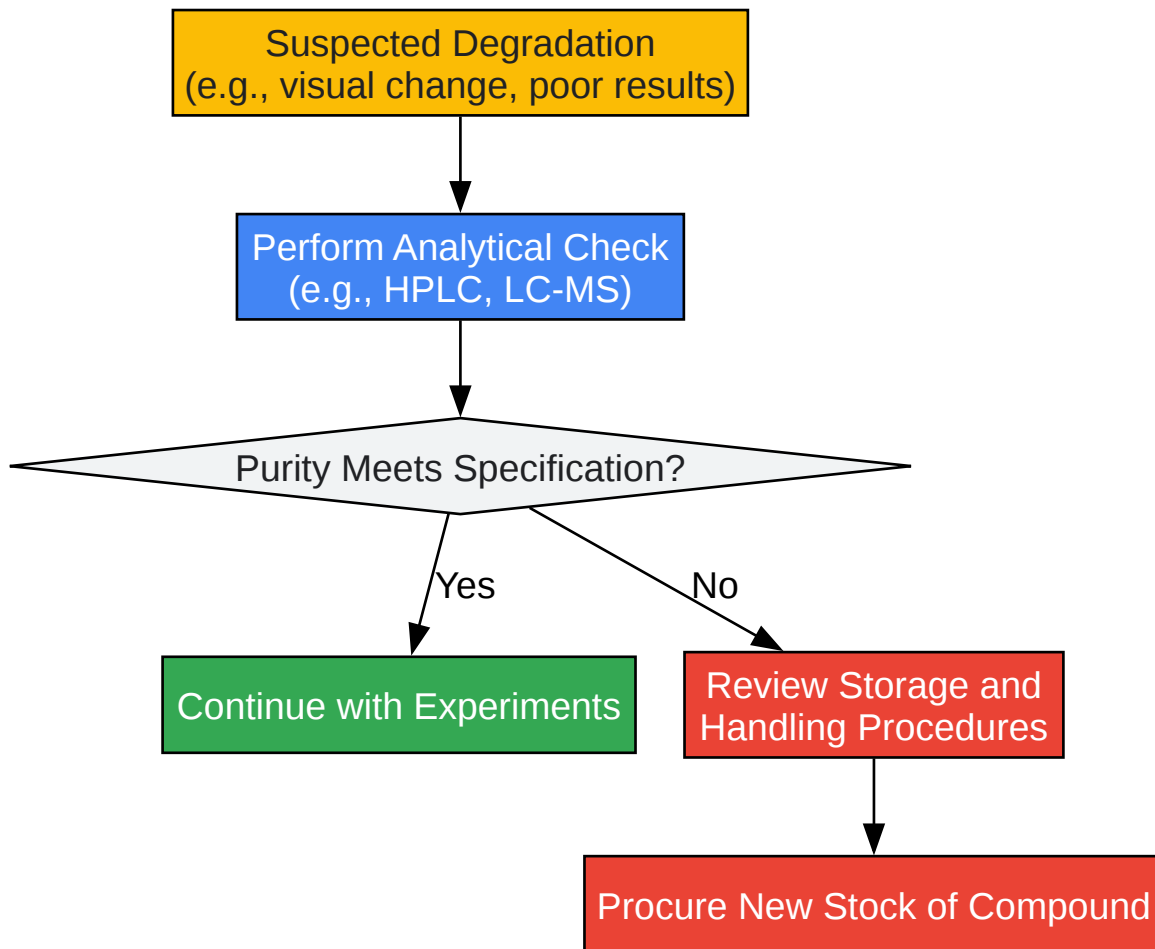 Suspected Degradation
(e.g., visual change, poor results)
Perform Analytical Check
(e.g., HPLC, LC-MS)
Purity Meets Specification?
Yes
No
Continue with Experiments
Review Storage and
Handling Procedures
Procure New Stock of Compound